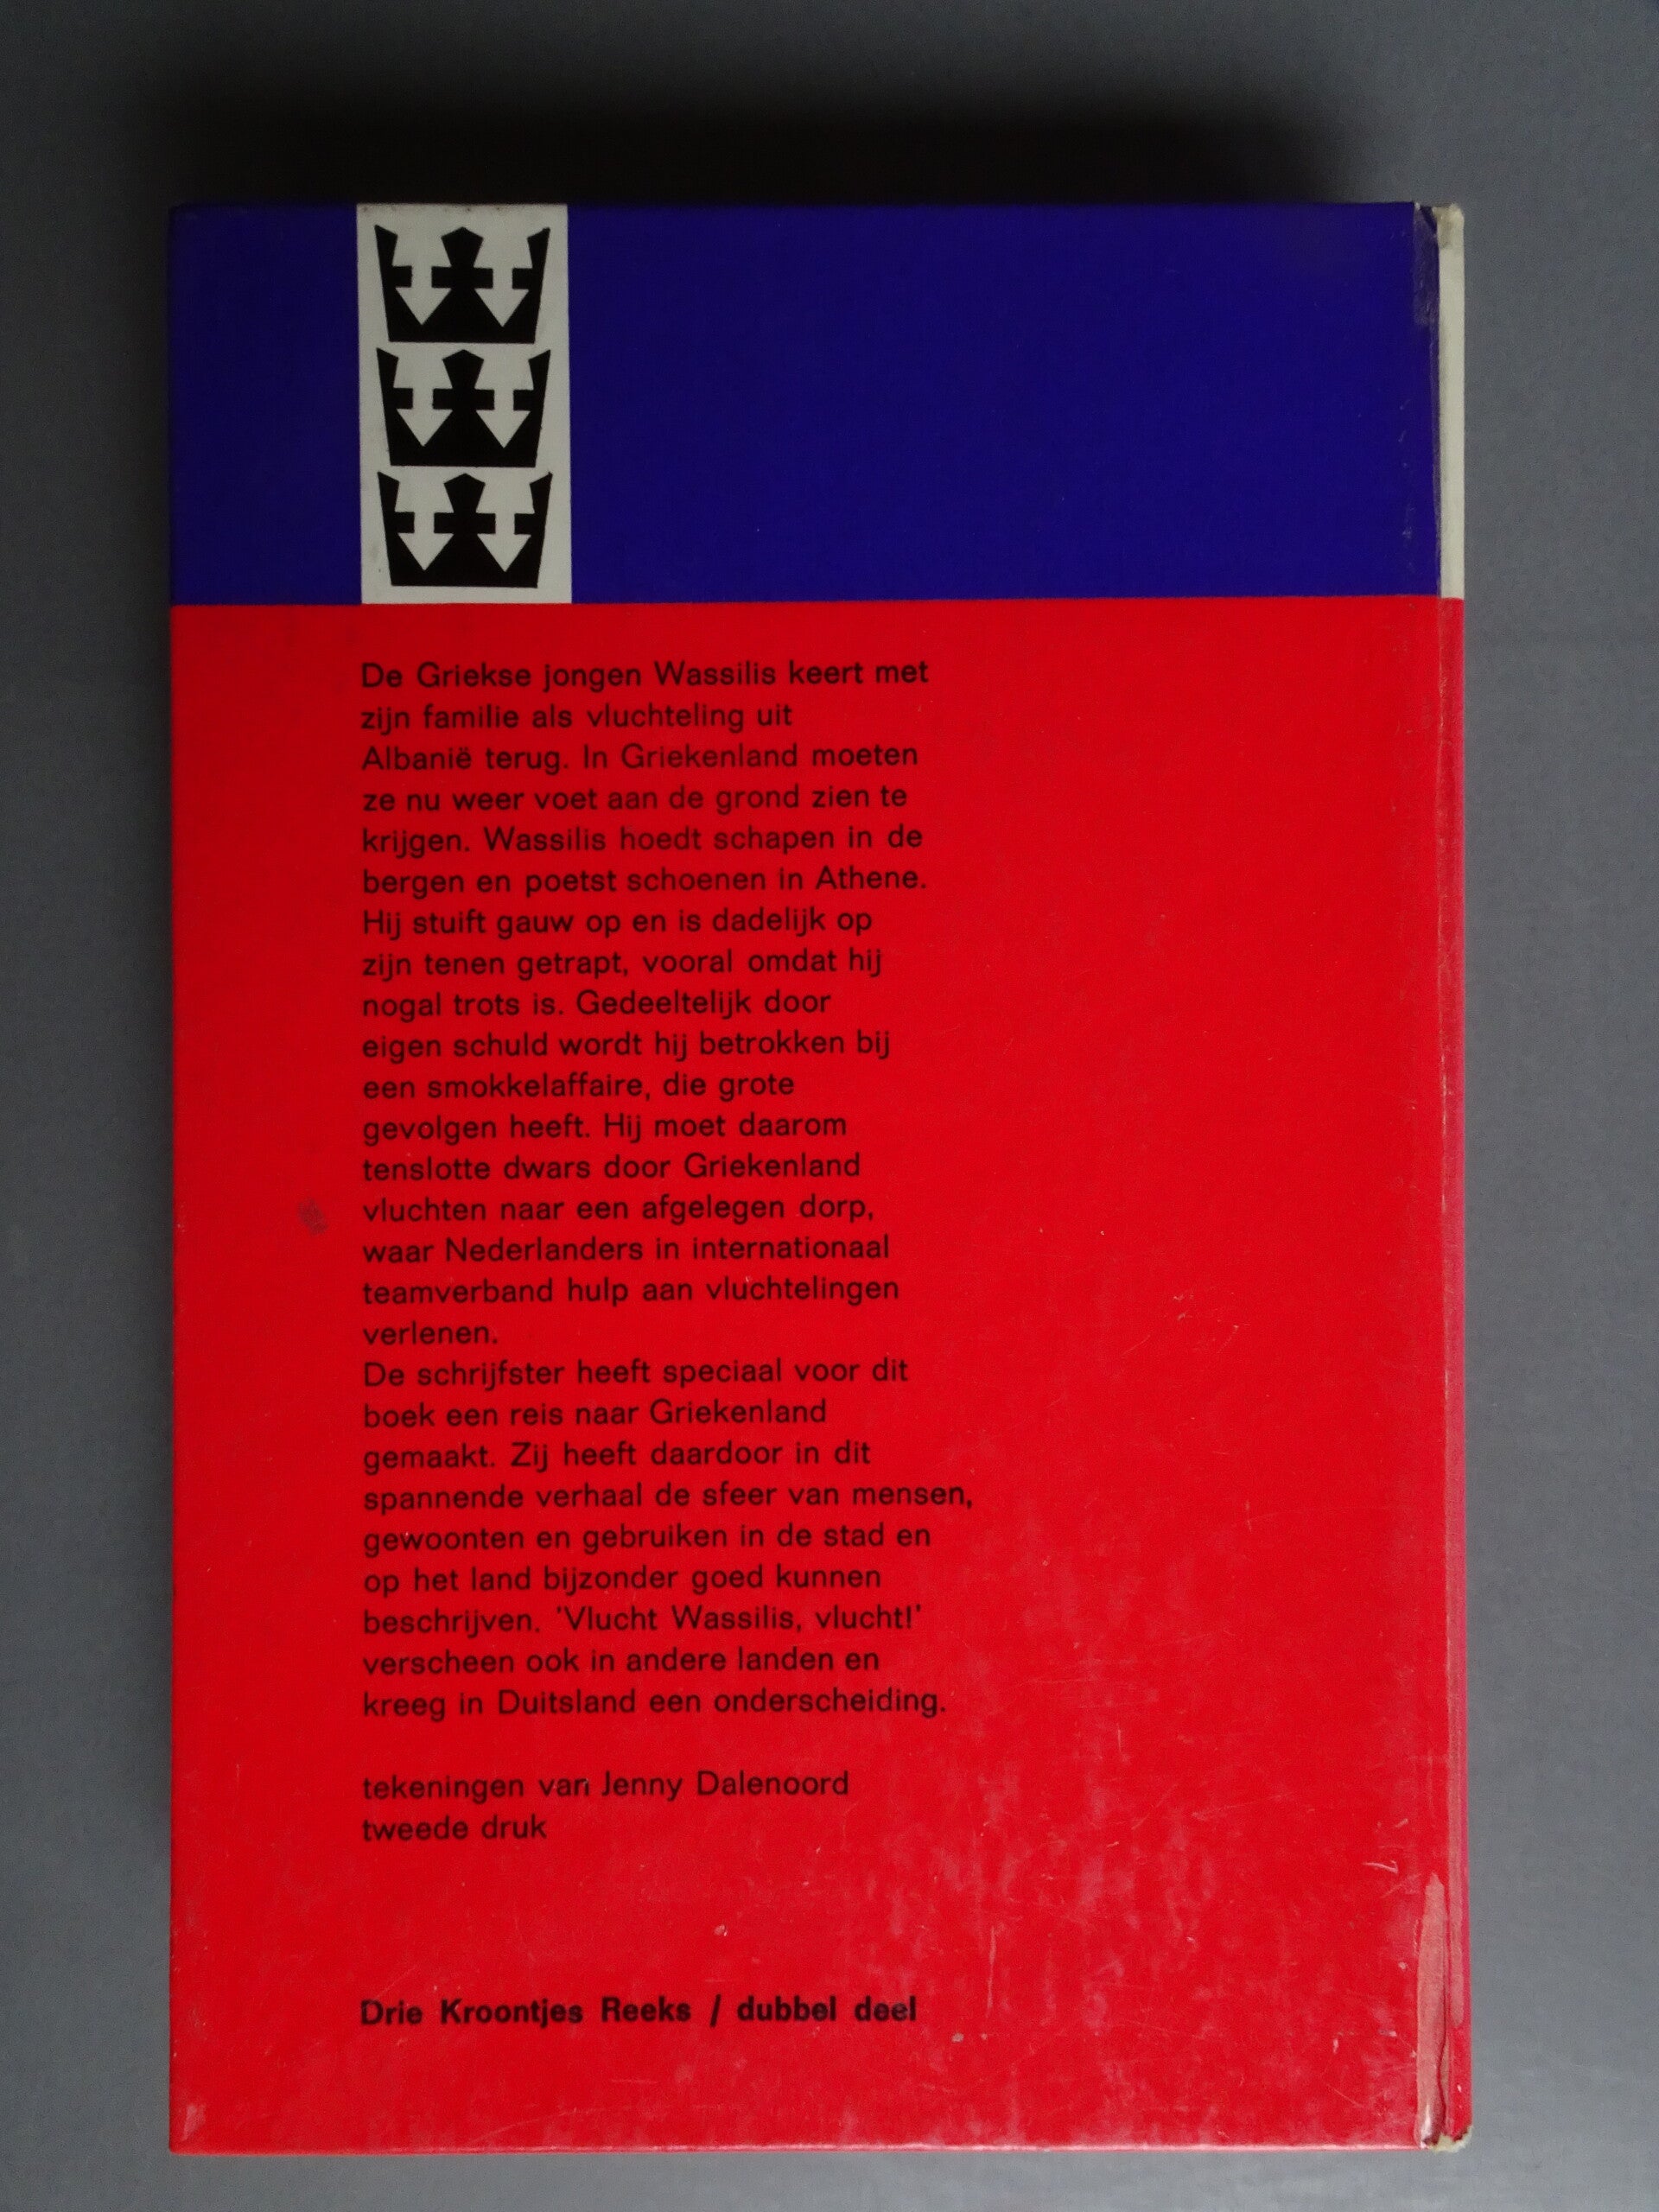 De Griekse jongen Wassilis keert met
zijn familie als vluchteling uit
Albanië terug. In Griekenland moeten
ze nu weer voet aan de grond zien te
krijgen. Wassilis hoedt schapen in de
bergen en poetst schoenen in Athene.
Hij stuift gauw op en is dadelijk op
zijn tenen getrapt, vooral omdat hij
nogal trots is. Gedeeltelijk door
eigen schuld wordt hij betrokken bij
een smokkelaffaire, die grote
gevolgen heeft. Hij moet daarom
tenslotte dwars door Griekenland
vluchten naar een afgelegen dorp,
waar Nederlanders in internationaal
teamverband hulp aan vluchtelingen
verlenen.
De schrijfster heeft speciaal voor dit
boek een reis naar Griekenland
gemaakt. Zij heeft daardoor in dit
spannende verhaal de sfeer van mensen,
gewoonten en gebruiken in de stad en
op het land bijzonder goed kunnen
beschrijven. 'Vlucht Wassilis, vlucht!'
verscheen ook in andere landen en
kreeg in Duitsland een onderscheiding.
tekeningen van Jenny Dalenoord
tweede druk
Drie Kroontjes Reeks / dubbel deel